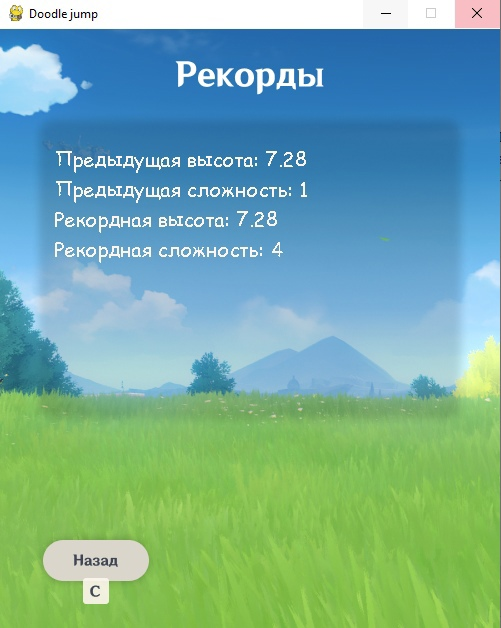 Doodle jump
Рекорды
Предыдущая высота: 7.28
Предыдущая сложность: 1
Рекордная высота: 7.28
Рекордная сложность: 4
Назад
C